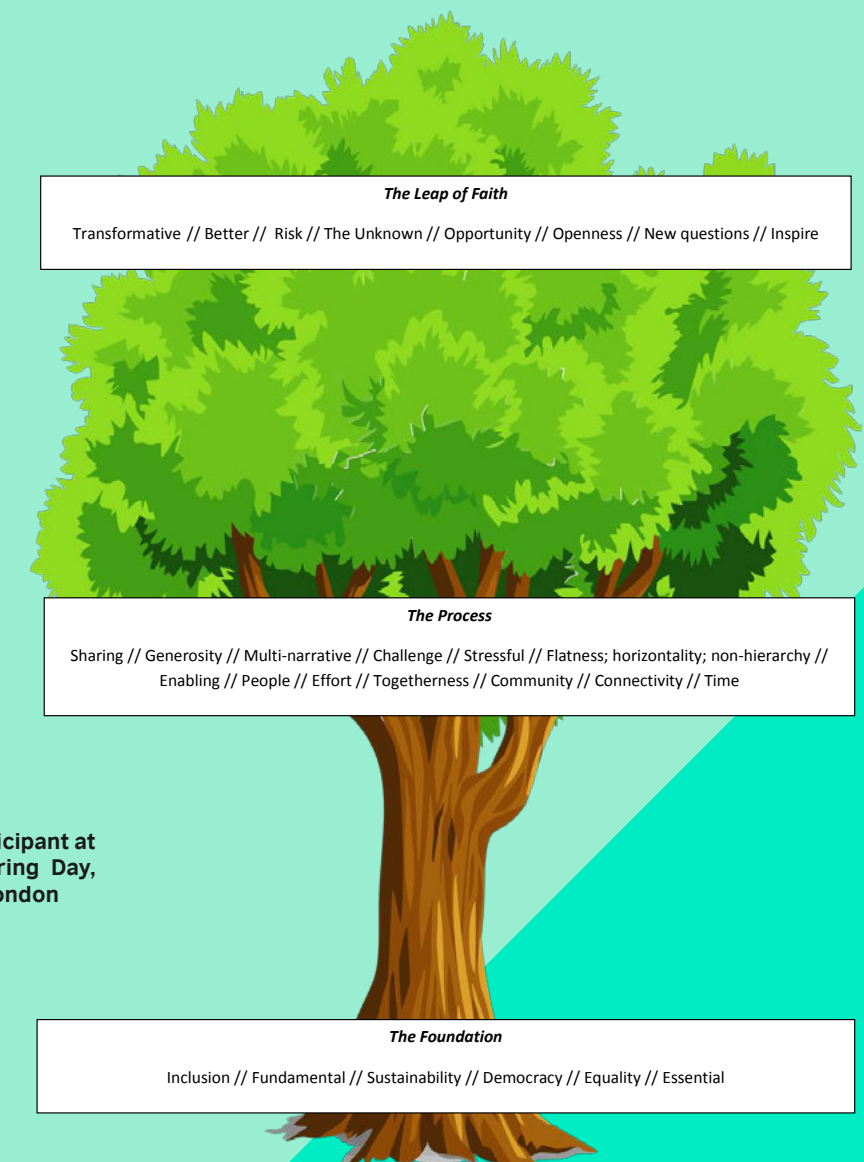 The Leap of Faith
Transformative // Better // Risk // The Unknown // Opportunity // Openness // New questions // Inspire
The Process
Sharing // Generosity // Multi-narrative // Challenge // Stressful // Flatness; horizontality; non-hierarchy //
Enabling // People // Effort // Togetherness // Community // Connectivity // Time
icipant at
ring Day,
ondon
The Foundation
Inclusion // Fundamental // Sustainability // Democracy // Equality // Essential